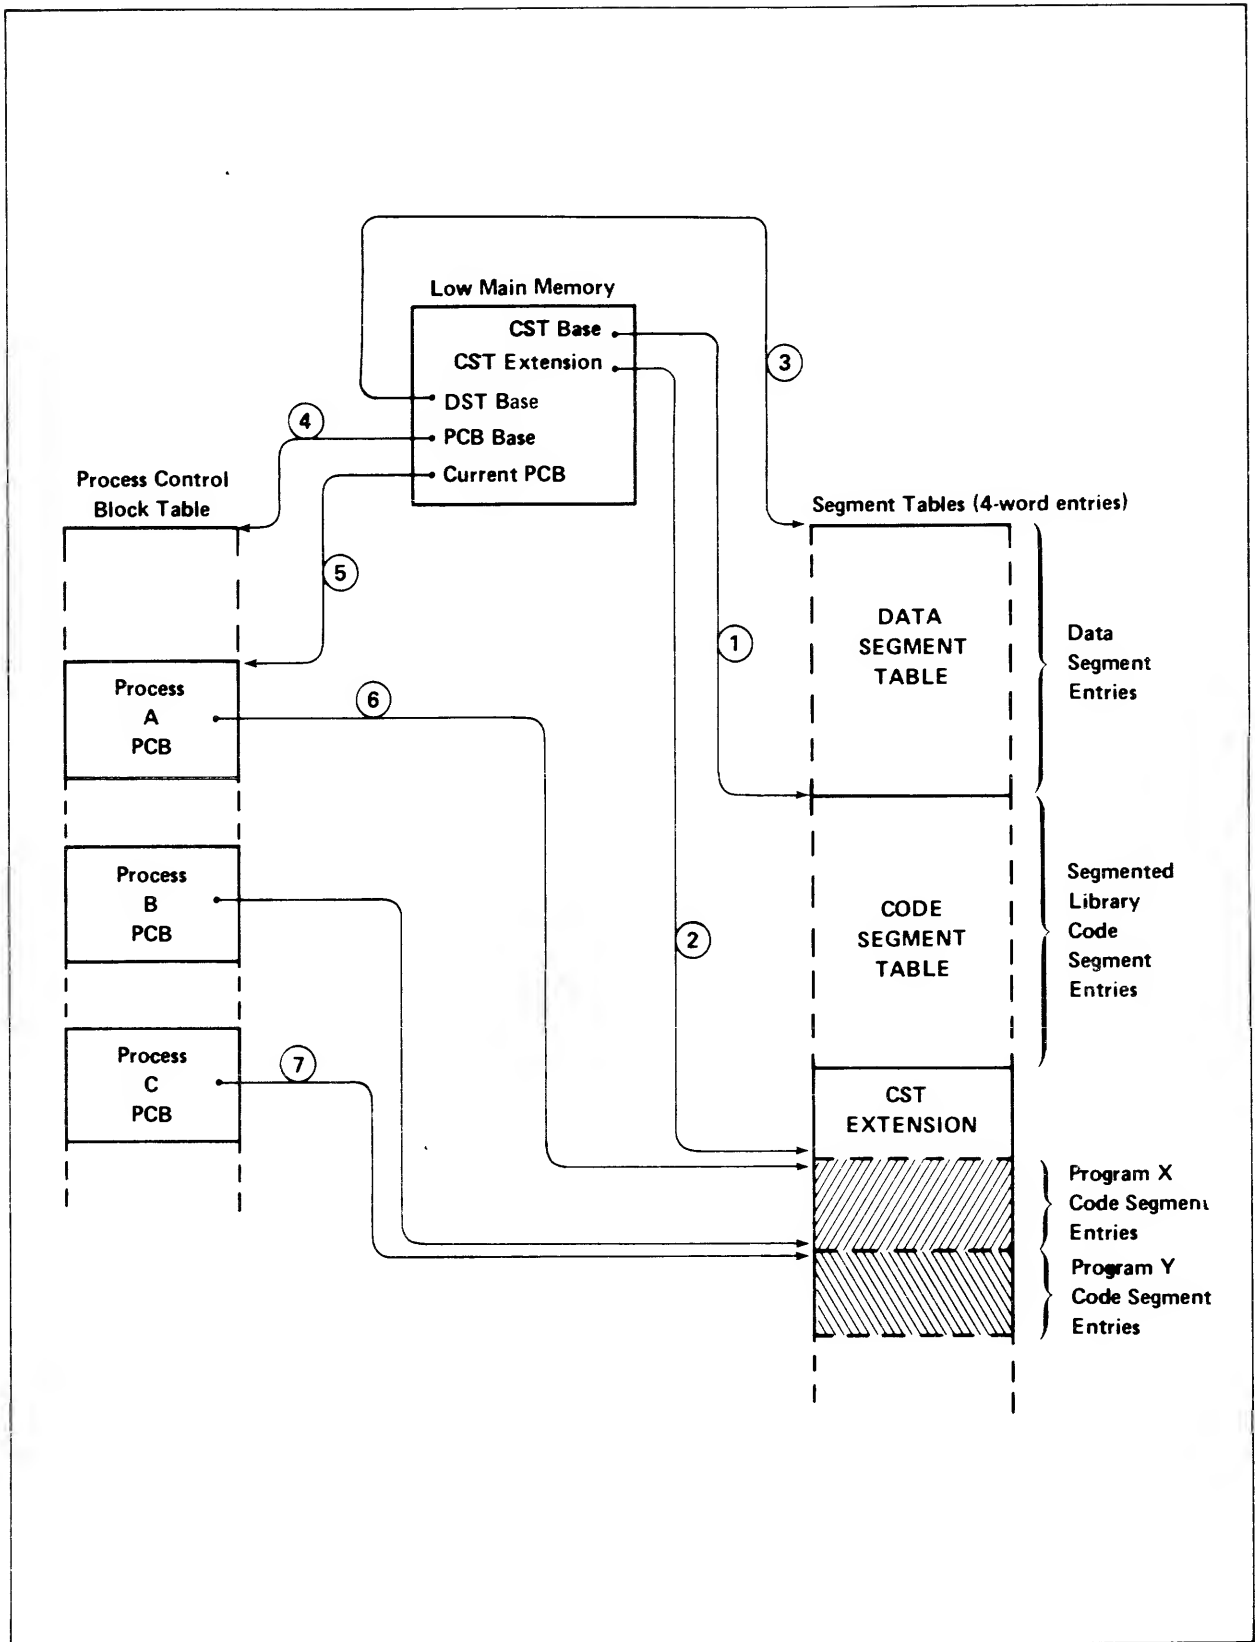 Low Main Memory
CST Base
CST Extension
DST Base
PCB Base
Current PCB
3
4
Process Control
Block Table
5
Segment Tables (4-word entries)
DATA
SEGMENT
TABLE
Data
Segment
Entries
1
Process
A
PCB
6
Process
B
PCB
2
CODE
SEGMENT
TABLE
Segmented
Library
Code
Segment
Entries
Process
C
PCB
7
CST
EXTENSION
Program X
Code Segment
Entries
Program Y
Code Segment
Entries